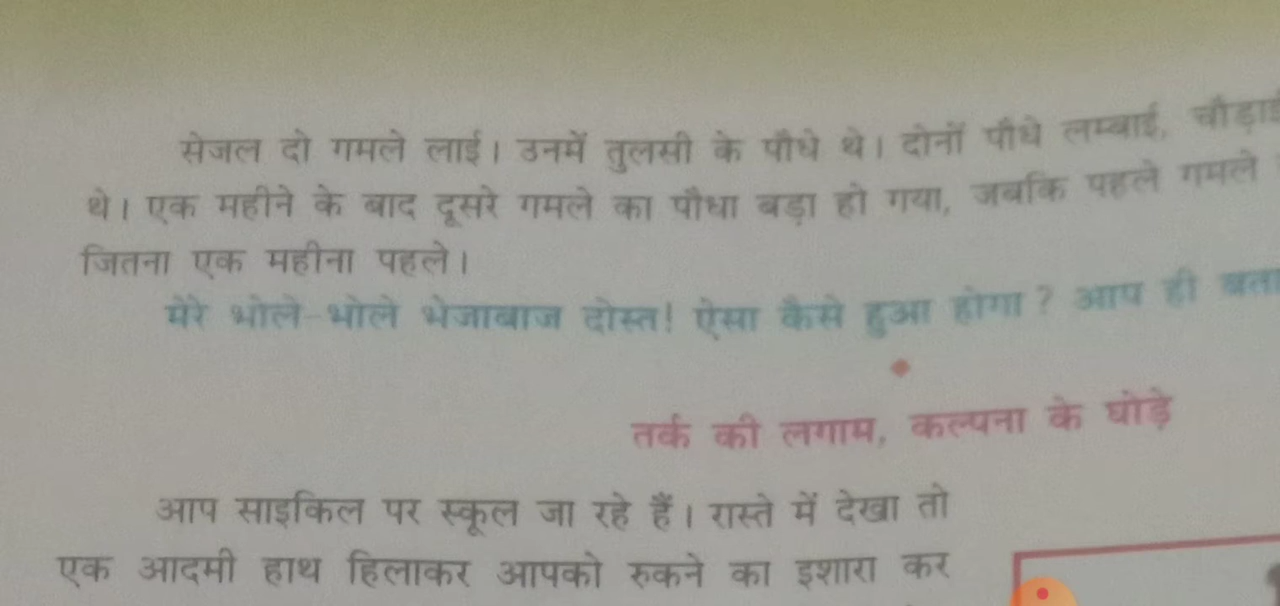 सेजल दो गमले लाई। उनमें तुलसी के पौधे थे। दोनों पौधे लम्बाई, चौड़ाई
थे। एक महीने के बाद दूसरे गमले का पौधा बड़ा हो गया, जबकि पहले गमले
जितना एक महीना पहले।
मेरे भोले-भोले भेजाबाज दोस्त! ऐसा कैसे हुआ होगा? आप ही बता
तर्क की लगाम, कल्पना के घोड़े
आप साइकिल पर स्कूल जा रहे हैं। रास्ते में देखा तो
एक आदमी हाथ हिलाकर आपको रुकने का इशारा कर